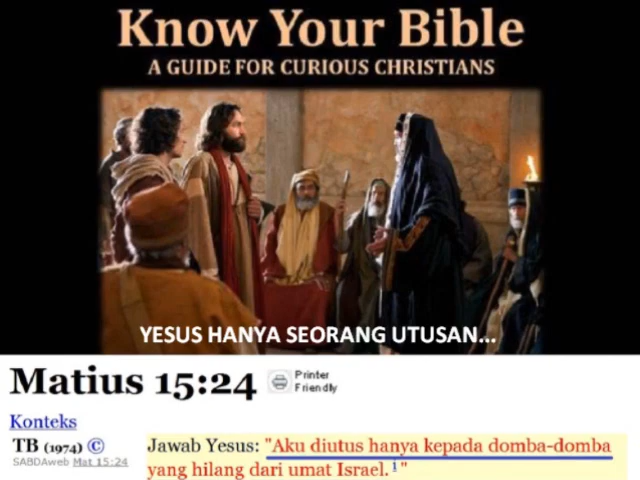 Know Your Bible
A GUIDE FOR CURIOUS CHRISTIANS
YESUS HANYA SEORANG UTUSAN...
Matius 15:24
Printer
Friendly
Konteks
TB (1974) ©
SABDAweb Mat 15:24
Jawab Yesus: "Aku diutus hanya kepada domba-domba
yang hilang dari umat Israel. i "